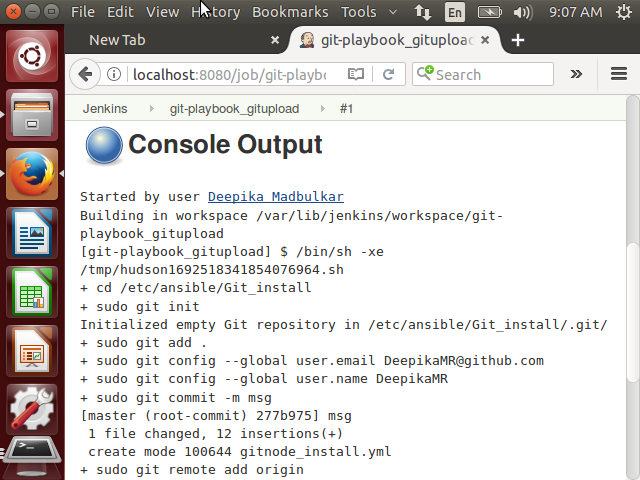 File Edit View History Bookmarks Tools En 9:07 AM
New Tab git-playbook_gitupload
localhost:8080/job/git-playbo Search
Jenkins git-playbook_gitupload #1
Console Output
Started by user Deepika Madbulkar
Building in workspace /var/lib/jenkins/workspace/git-
playbook_gitupload
[git-playbook_gitupload] $ /bin/sh -xe
/tmp/hudson1692518341854076964.sh
+ cd /etc/ansible/Git_install
+ sudo git init
Initialized empty Git repository in /etc/ansible/Git_install/.git/
+ sudo git add .
+ sudo git config --global user.email DeepikaMR@github.com
+ sudo git config --global user.name DeepikaMR
+ sudo git commit -m msg
[master (root-commit) 277b975] msg
 1 file changed, 12 insertions(+)
 create mode 100644 gitnode_install.yml
+ sudo git remote add origin